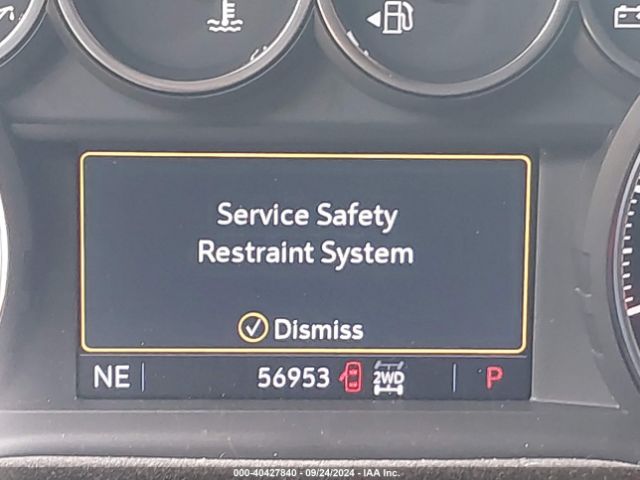 Service Safety
Restraint System
Dismiss
NE 56953 2WD P
000-40427840 - 09/24/2024 - IAA Inc.